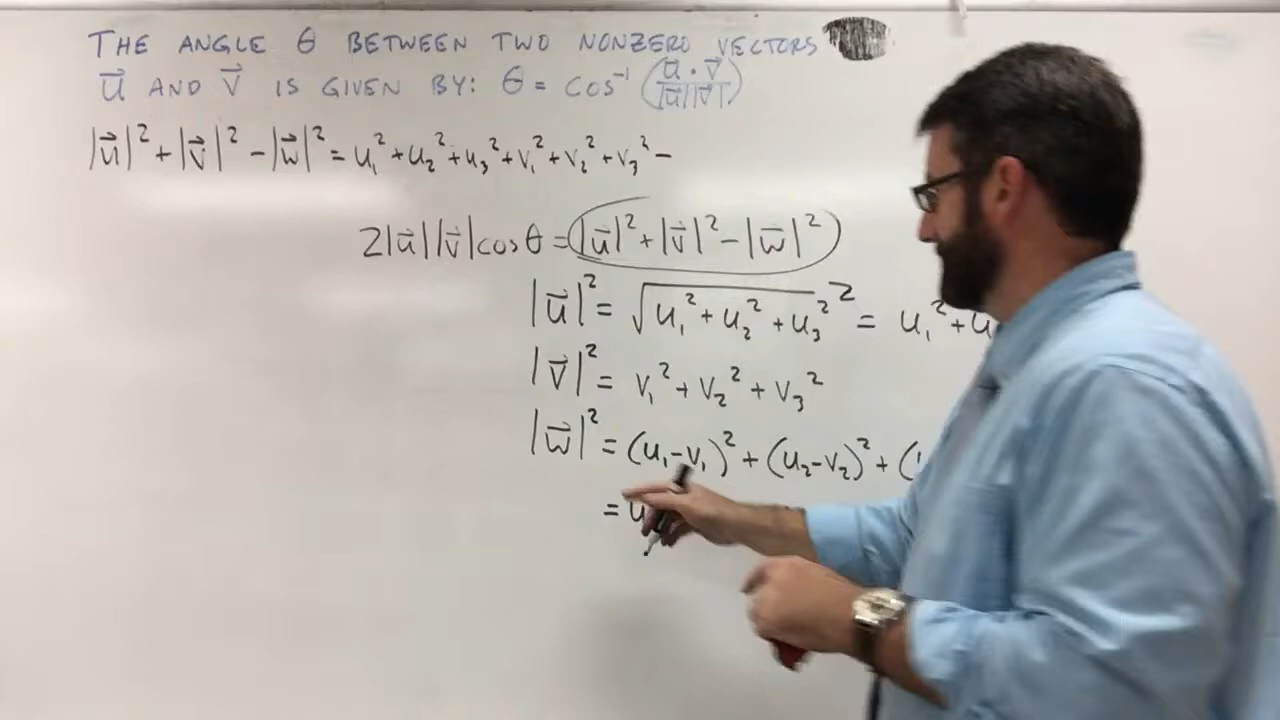 THE ANGLE θ BETWEEN TWO NONZERO VECTORS
u⃗ AND v⃗ IS GIVEN BY: θ = COS⁻¹ (u⃗ · v⃗ / |u⃗||v⃗|)
|u⃗|² + |v⃗|² - |w⃗|² = u₁² + u₂² + u₃² + v₁² + v₂² + v₃² -
2|u⃗||v⃗|cos θ = |u⃗|² + |v⃗|² - |w⃗|²
|u⃗|² = √(u₁² + u₂² + u₃²)² = u₁² + u
|v⃗|² = v₁² + v₂² + v₃²
|w⃗|² = (u₁ - v₁)² + (u₂ - v₂)² + (
= u